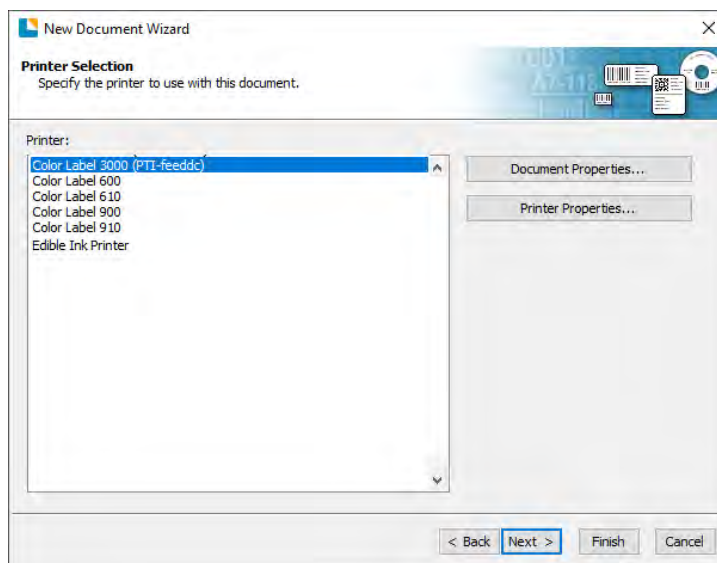 New Document Wizard
Printer Selection
Specify the printer to use with this document.
Printer:
Color Label 3000 (PTI-feeddc)
Color Label 600
Color Label 610
Color Label 900
Color Label 910
Edible Ink Printer
Document Properties...
Printer Properties...
< Back
Next >
Finish
Cancel